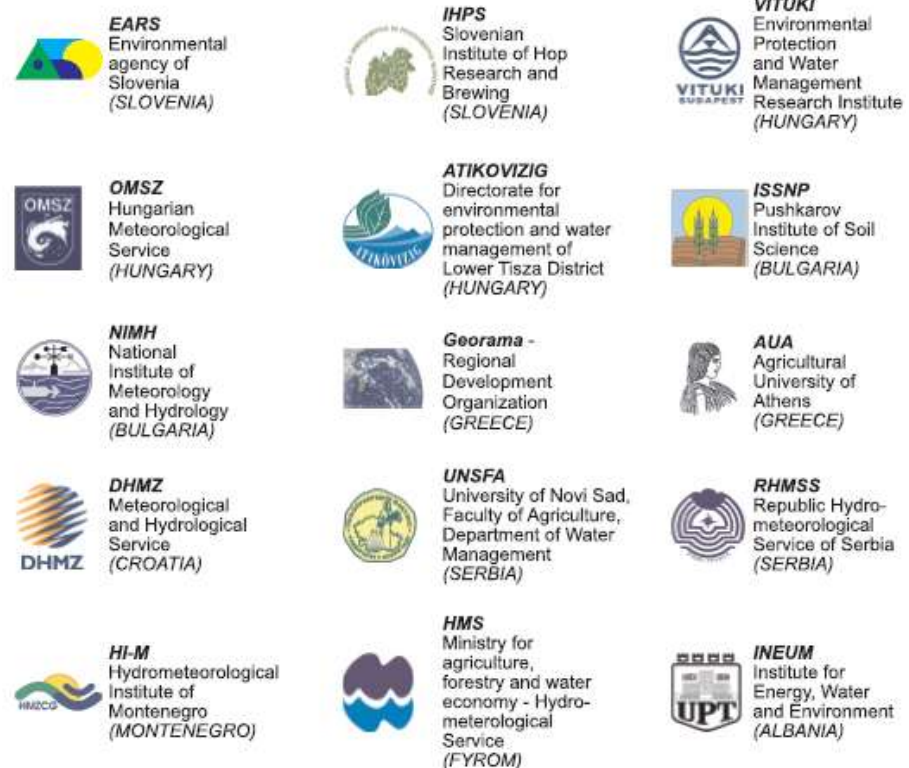 EARS
Environmental
agency of
Slovenia
(SLOVENIA)
IHPS
Slovenian
Institute of Hop
Research and
Brewing
(SLOVENIA)
VITUKI
BUDAPEST
VITUKI
Environmental
Protection
and Water
Management
Research Institute
(HUNGARY)
OMSZ
OMSZ
Hungarian
Meteorological
Service
(HUNGARY)
ATIKÖVIZIG
ATIKOVIZIG
Directorate for
environmental
protection and water
management of
Lower Tisza District
(HUNGARY)
ISSNP
Pushkarov
Institute of Soil
Science
(BULGARIA)
NIMH
National
Institute of
Meteorology
and Hydrology
(BULGARIA)
Georama -
Regional
Development
Organization
(GREECE)
AUA
Agricultural
University of
Athens
(GREECE)
DHMZ
DHMZ
Meteorological
and Hydrological
Service
(CROATIA)
UNSFA
University of Novi Sad,
Faculty of Agriculture,
Department of Water
Management
(SERBIA)
RHMSS
Republic Hydro-
meteorological
Service of Serbia
(SERBIA)
HMZCG
HI-M
Hydrometeorological
Institute of
Montenegro
(MONTENEGRO)
HMS
Ministry for
agriculture,
forestry and water
economy - Hydro-
meterological
Service
(FYROM)
UPT
INEUM
Institute for
Energy, Water
and Environment
(ALBANIA)